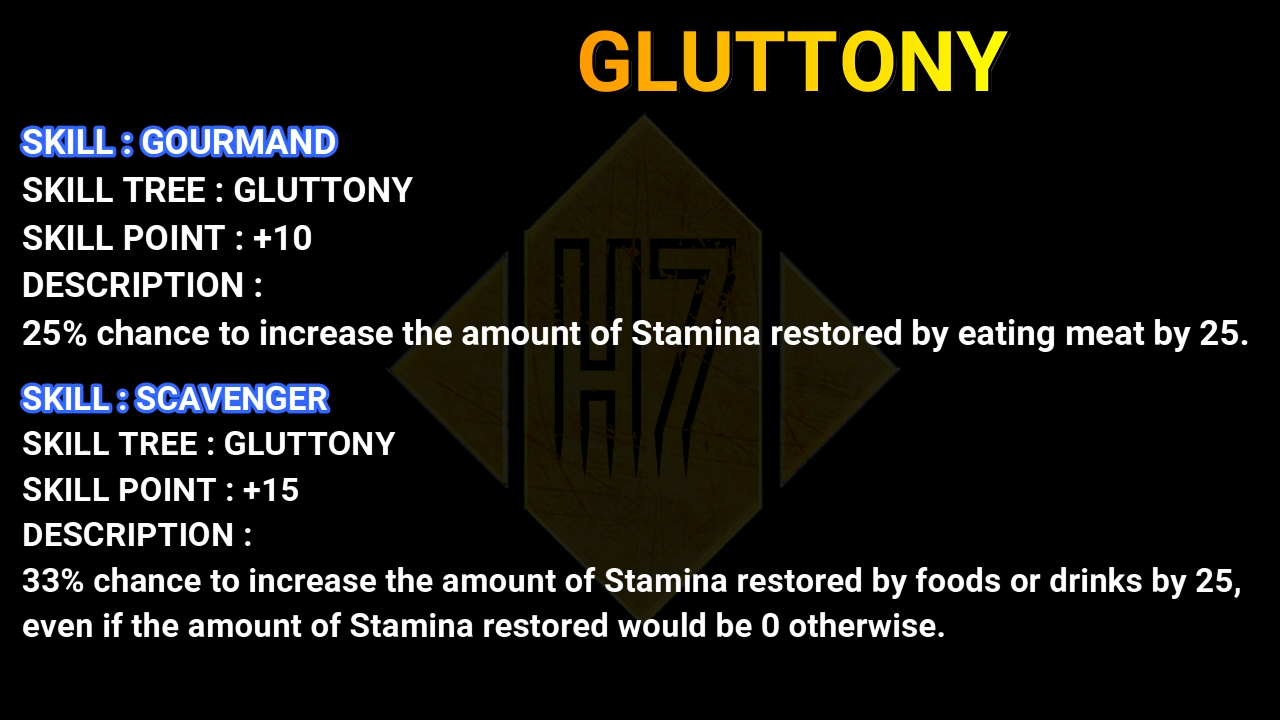 GLUTTONY
SKILL : GOURMAND
SKILL TREE : GLUTTONY
SKILL POINT : +10
DESCRIPTION :
25% chance to increase the amount of Stamina restored by eating meat by 25.
H7
SKILL : SCAVENGER
SKILL TREE : GLUTTONY
SKILL POINT : +15
DESCRIPTION :
33% chance to increase the amount of Stamina restored by foods or drinks by 25,
even if the amount of Stamina restored would be 0 otherwise.